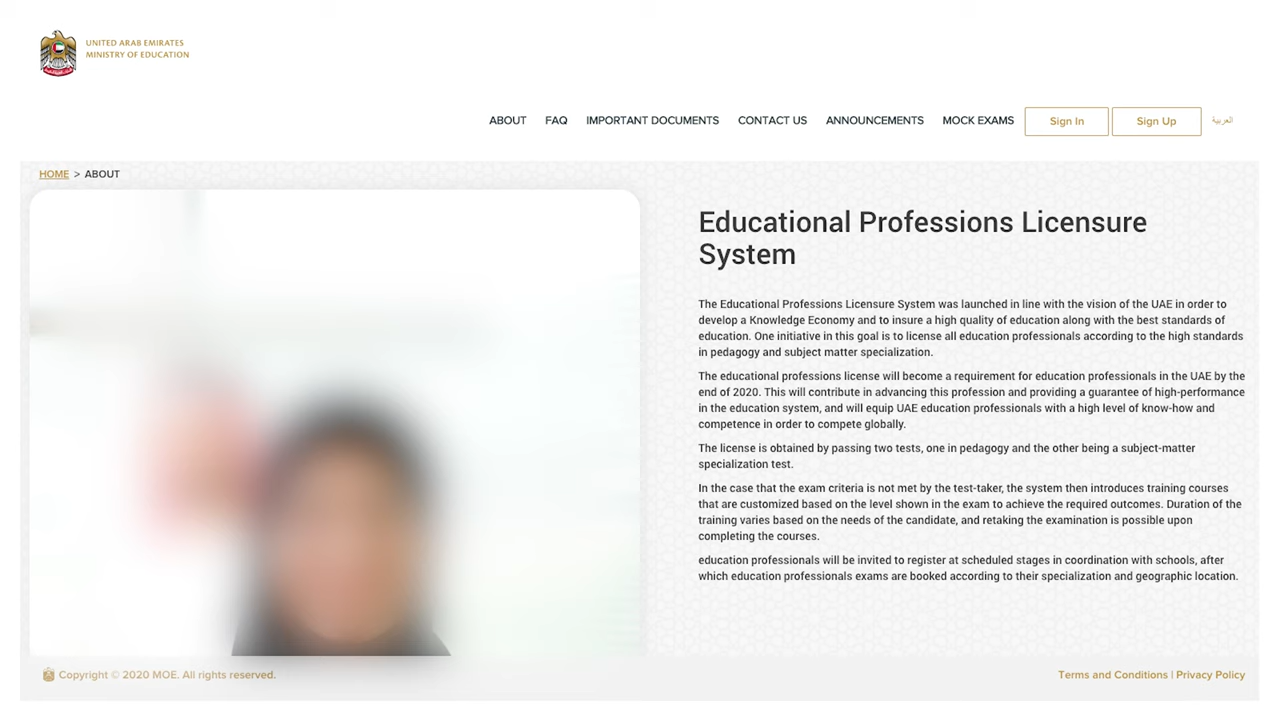 UNITED ARAB EMIRATES
MINISTRY OF EDUCATION
ABOUT FAQ IMPORTANT DOCUMENTS CONTACT US ANNOUNCEMENTS MOCK EXAMS Sign In Sign Up العربية
HOME > ABOUT
Educational Professions Licensure
System
The Educational Professions Licensure System was launched in line with the vision of the UAE in order to
develop a Knowledge Economy and to insure a high quality of education along with the best standards of
education. One initiative in this goal is to license all education professionals according to the high standards
in pedagogy and subject matter specialization.
The educational professions license will become a requirement for education professionals in the UAE by the
end of 2020. This will contribute in advancing this profession and providing a guarantee of high-performance
in the education system, and will equip UAE education professionals with a high level of know-how and
competence in order to compete globally.
The license is obtained by passing two tests, one in pedagogy and the other being a subject-matter
specialization test.
In the case that the exam criteria is not met by the test-taker, the system then introduces training courses
that are customized based on the level shown in the exam to achieve the required outcomes. Duration of the
training varies based on the needs of the candidate, and retaking the examination is possible upon
completing the courses.
education professionals will be invited to register at scheduled stages in coordination with schools, after
which education professionals exams are booked according to their specialization and geographic location.
Copyright © 2020 MOE. All rights reserved.
Terms and Conditions | Privacy Policy